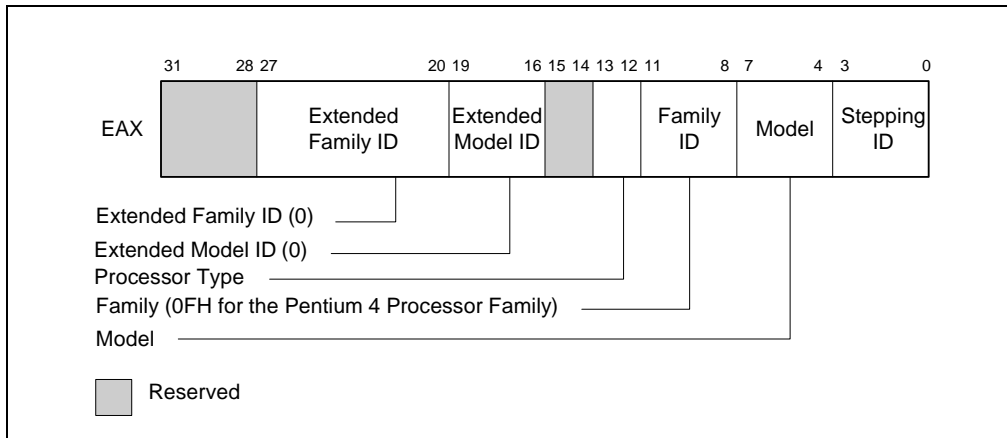 31 28 27 20 19 16 15 14 13 12 11 8 7 4 3 0
EAX
Extended
Family ID
Extended
Model ID
Family
ID
Model
Stepping
ID
Extended Family ID (0)
Extended Model ID (0)
Processor Type
Family (0FH for the Pentium 4 Processor Family)
Model
Reserved